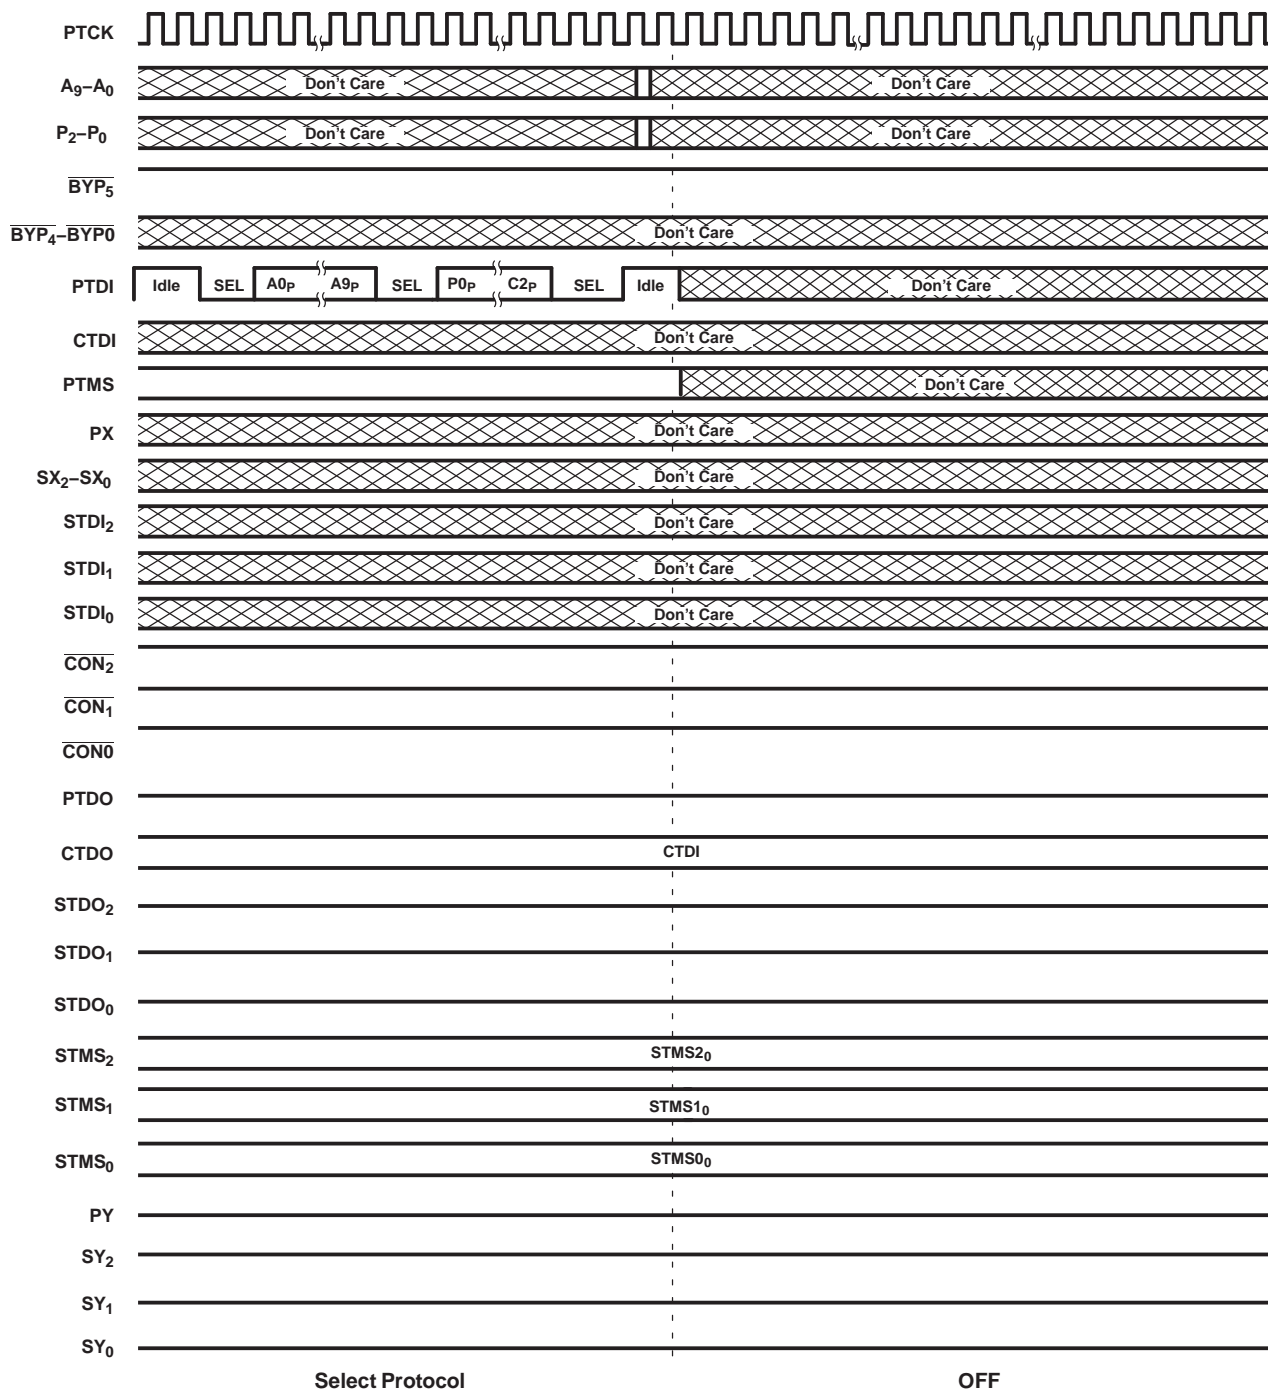 PTCK
A9–A0 Don't Care Don't Care
P2–P0 Don't Care Don't Care
BYP5
BYP4–BYP0 Don't Care
PTDI Idle SEL A0P A9P SEL P0P C2P SEL Idle Don't Care
CTDI Don't Care
PTMS Don't Care
PX Don't Care
SX2–SX0 Don't Care
STDI2 Don't Care
STDI1 Don't Care
STDI0 Don't Care
CON2
CON1
CON0
PTDO
CTDO CTDI
STDO2
STDO1
STDO0
STMS2 STMS20
STMS1 STMS10
STMS0 STMS00
PY
SY2
SY1
SY0
Select Protocol OFF